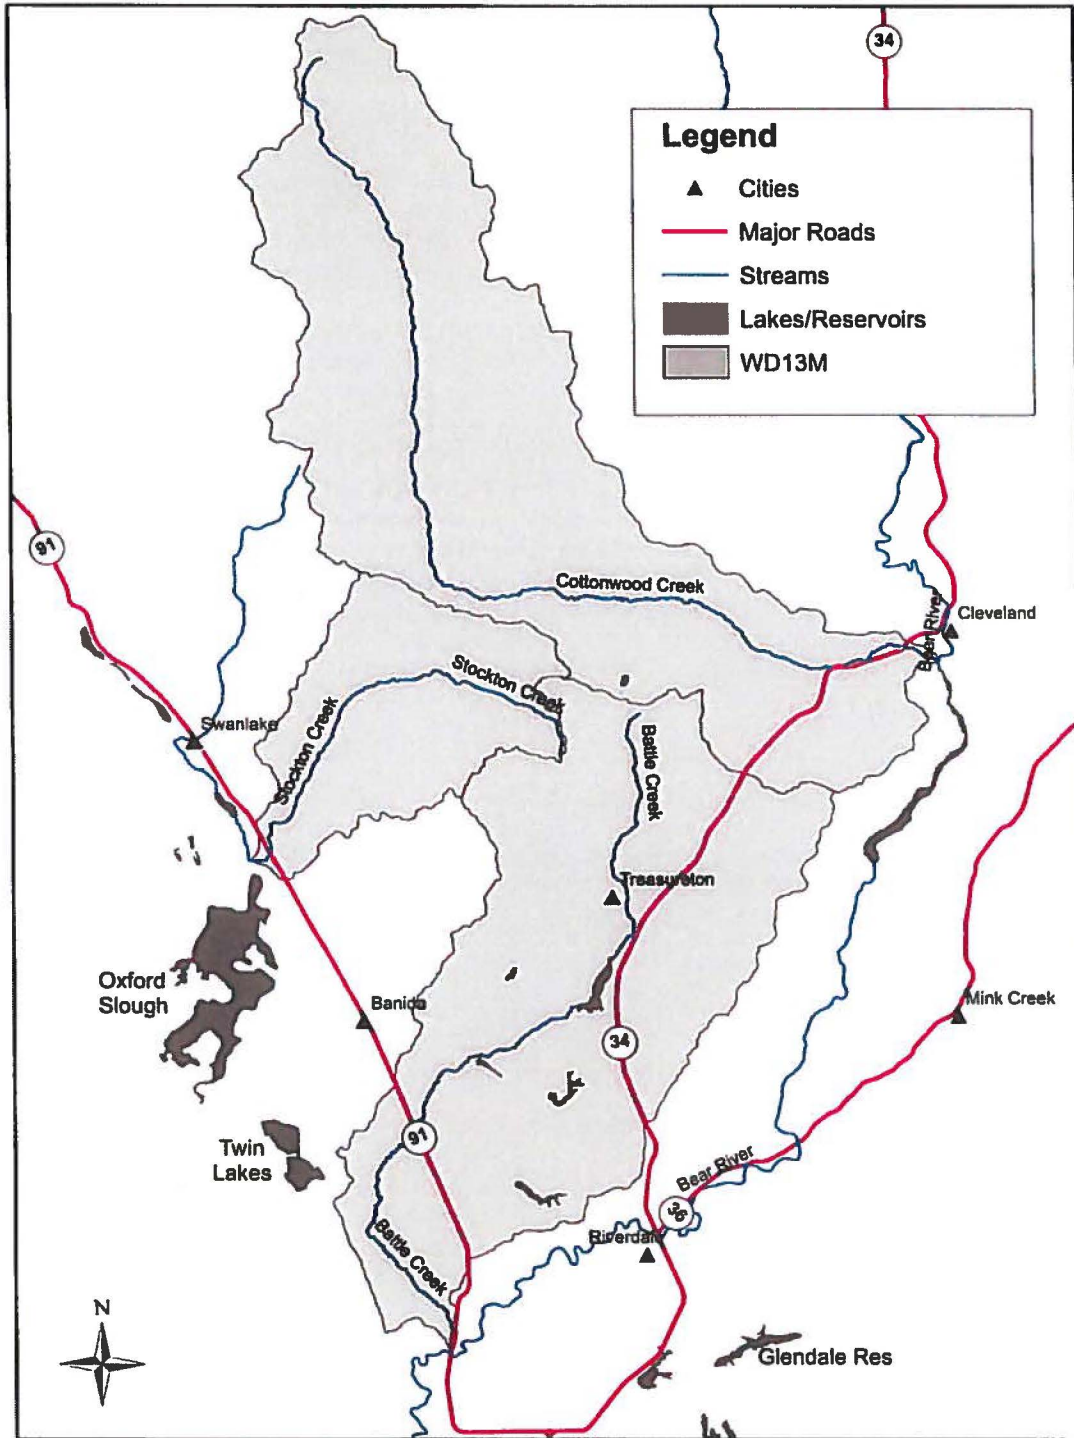 34
Legend
Cities
Major Roads
Streams
Lakes/Reservoirs
WD13M
91
Cottonwood Creek
Bear River
Cleveland
Stockton Creek
Stockton Creek
Swanlake
Battle Creek
Treasureton
Oxford
Slough
Banida
Mink Creek
34
91
Twin
Lakes
Bear River
36
Riverdale
Battle Creek
N
Glendale Res